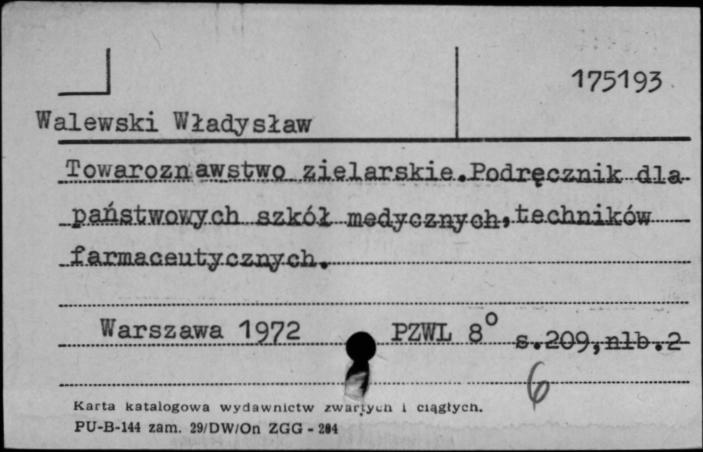 175193
Walewski Władysław
Towaroznawstwo zielarskie.Podręcznik dla
państwowych szkół medycznych,techników
farmaceutycznych.
Warszawa 1972 PZWL 8° s.209,nlb.2
6
Karta katalogowa wydawnictw zwartych i ciągłych.
PU-B-144 zam. 29/DW/On ZGG - 284